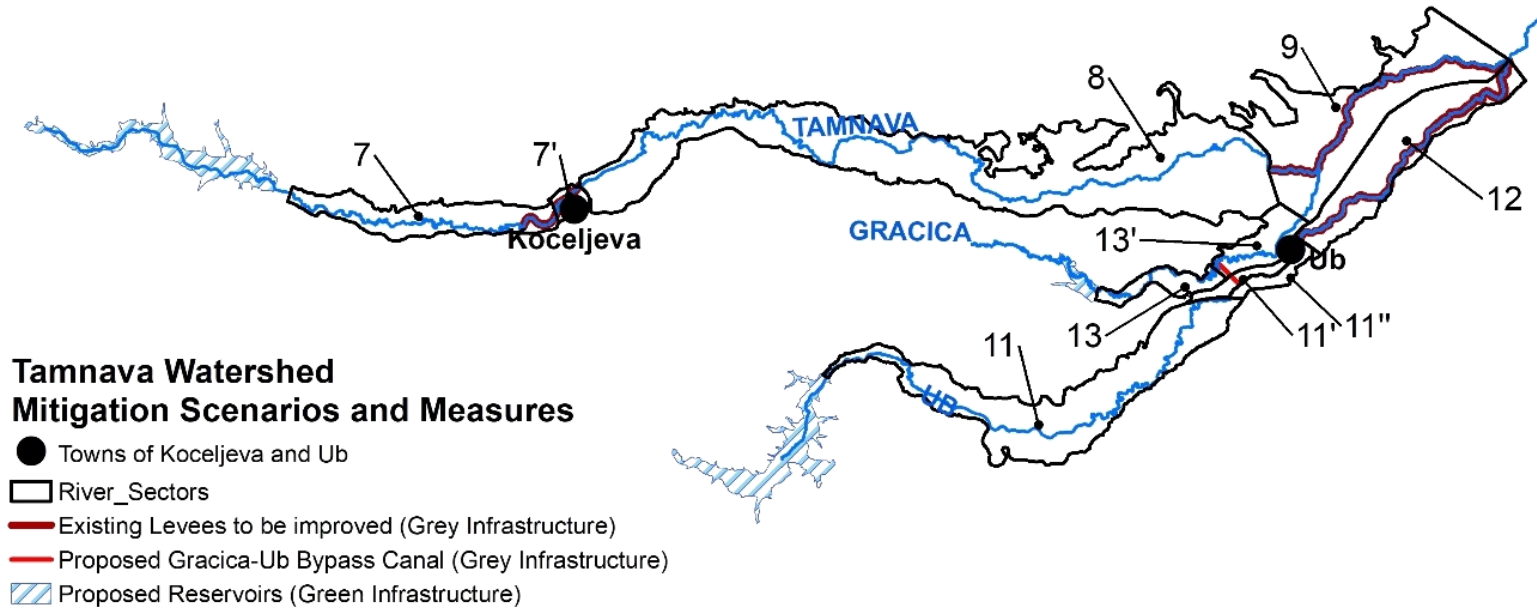 9
8
TAMNAVA
7
7'
12
Koceljeva
GRACICA
13'
Ub
13
11'
11"
11
UB
Tamnava Watershed
Mitigation Scenarios and Measures
Towns of Koceljeva and Ub
River_Sectors
Existing Levees to be improved (Grey Infrastructure)
Proposed Gracica-Ub Bypass Canal (Grey Infrastructure)
Proposed Reservoirs (Green Infrastructure)